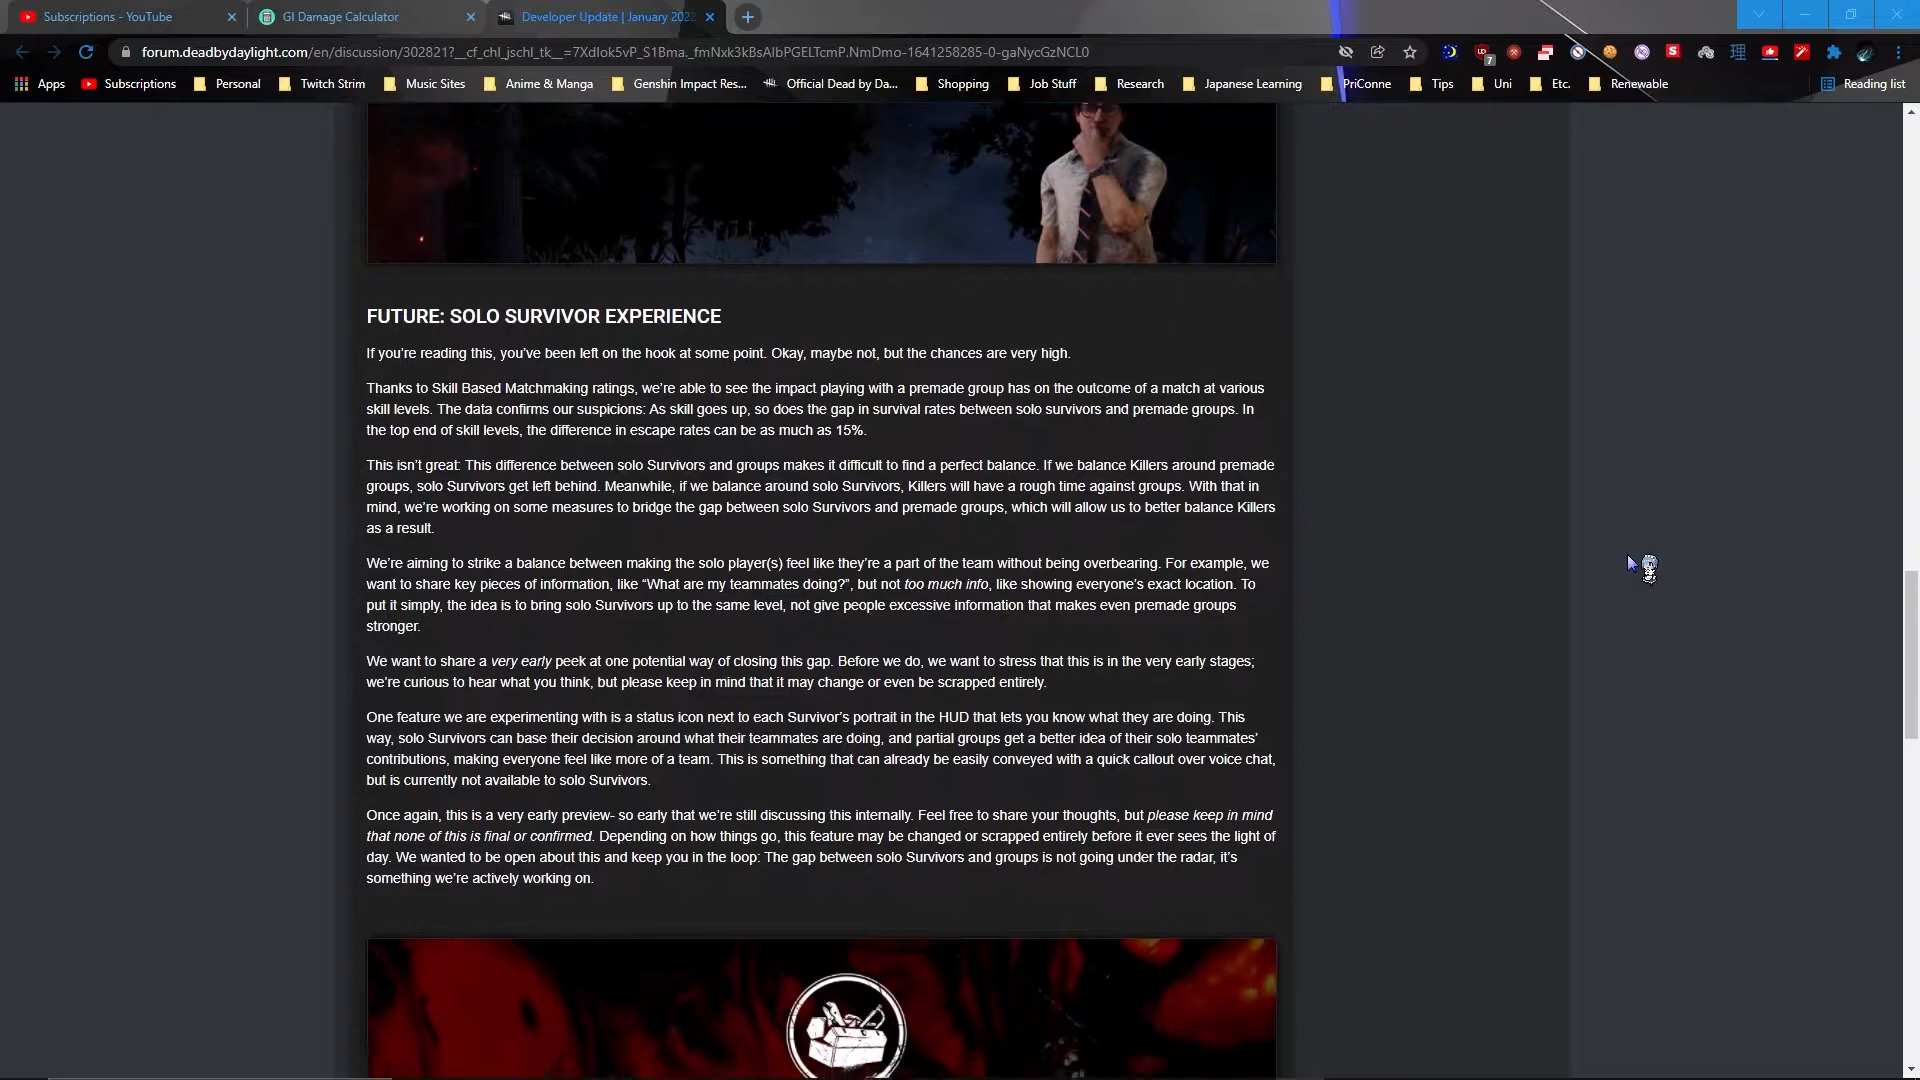 Subscriptions - YouTube
GI Damage Calculator
Developer Update | January 2022
forum.deadbydaylight.com/en/discussion/302821?__cf_chl_jschl_tk__=7XdIok5vP_S1Bma._fmNxk3kBsAIbPGELTcmP.NmDmo-1641258285-0-gaNycGzNCL0
7
Apps Subscriptions Personal Twitch Strim Music Sites Anime & Manga Genshin Impact Res... Official Dead by Da... Shopping Job Stuff Research Japanese Learning PriConne Tips Uni Etc. Renewable Reading list
FUTURE: SOLO SURVIVOR EXPERIENCE
If you’re reading this, you’ve been left on the hook at some point. Okay, maybe not, but the chances are very high.
Thanks to Skill Based Matchmaking ratings, we’re able to see the impact playing with a premade group has on the outcome of a match at various
skill levels. The data confirms our suspicions: As skill goes up, so does the gap in survival rates between solo survivors and premade groups. In
the top end of skill levels, the difference in escape rates can be as much as 15%.
This isn’t great: This difference between solo Survivors and groups makes it difficult to find a perfect balance. If we balance Killers around premade
groups, solo Survivors get left behind. Meanwhile, if we balance around solo Survivors, Killers will have a rough time against groups. With that in
mind, we’re working on some measures to bridge the gap between solo Survivors and premade groups, which will allow us to better balance Killers
as a result.
We’re aiming to strike a balance between making the solo player(s) feel like they’re a part of the team without being overbearing. For example, we
want to share key pieces of information, like “What are my teammates doing?”, but not too much info, like showing everyone’s exact location. To
put it simply, the idea is to bring solo Survivors up to the same level, not give people excessive information that makes even premade groups
stronger.
We want to share a very early peek at one potential way of closing this gap. Before we do, we want to stress that this is in the very early stages;
we’re curious to hear what you think, but please keep in mind that it may change or even be scrapped entirely.
One feature we are experimenting with is a status icon next to each Survivor’s portrait in the HUD that lets you know what they are doing. This
way, solo Survivors can base their decision around what their teammates are doing, and partial groups get a better idea of their solo teammates’
contributions, making everyone feel like more of a team. This is something that can already be easily conveyed with a quick callout over voice chat,
but is currently not available to solo Survivors.
Once again, this is a very early preview- so early that we’re still discussing this internally. Feel free to share your thoughts, but please keep in mind
that none of this is final or confirmed. Depending on how things go, this feature may be changed or scrapped entirely before it ever sees the light of
day. We wanted to be open about this and keep you in the loop: The gap between solo Survivors and groups is not going under the radar, it’s
something we’re actively working on.